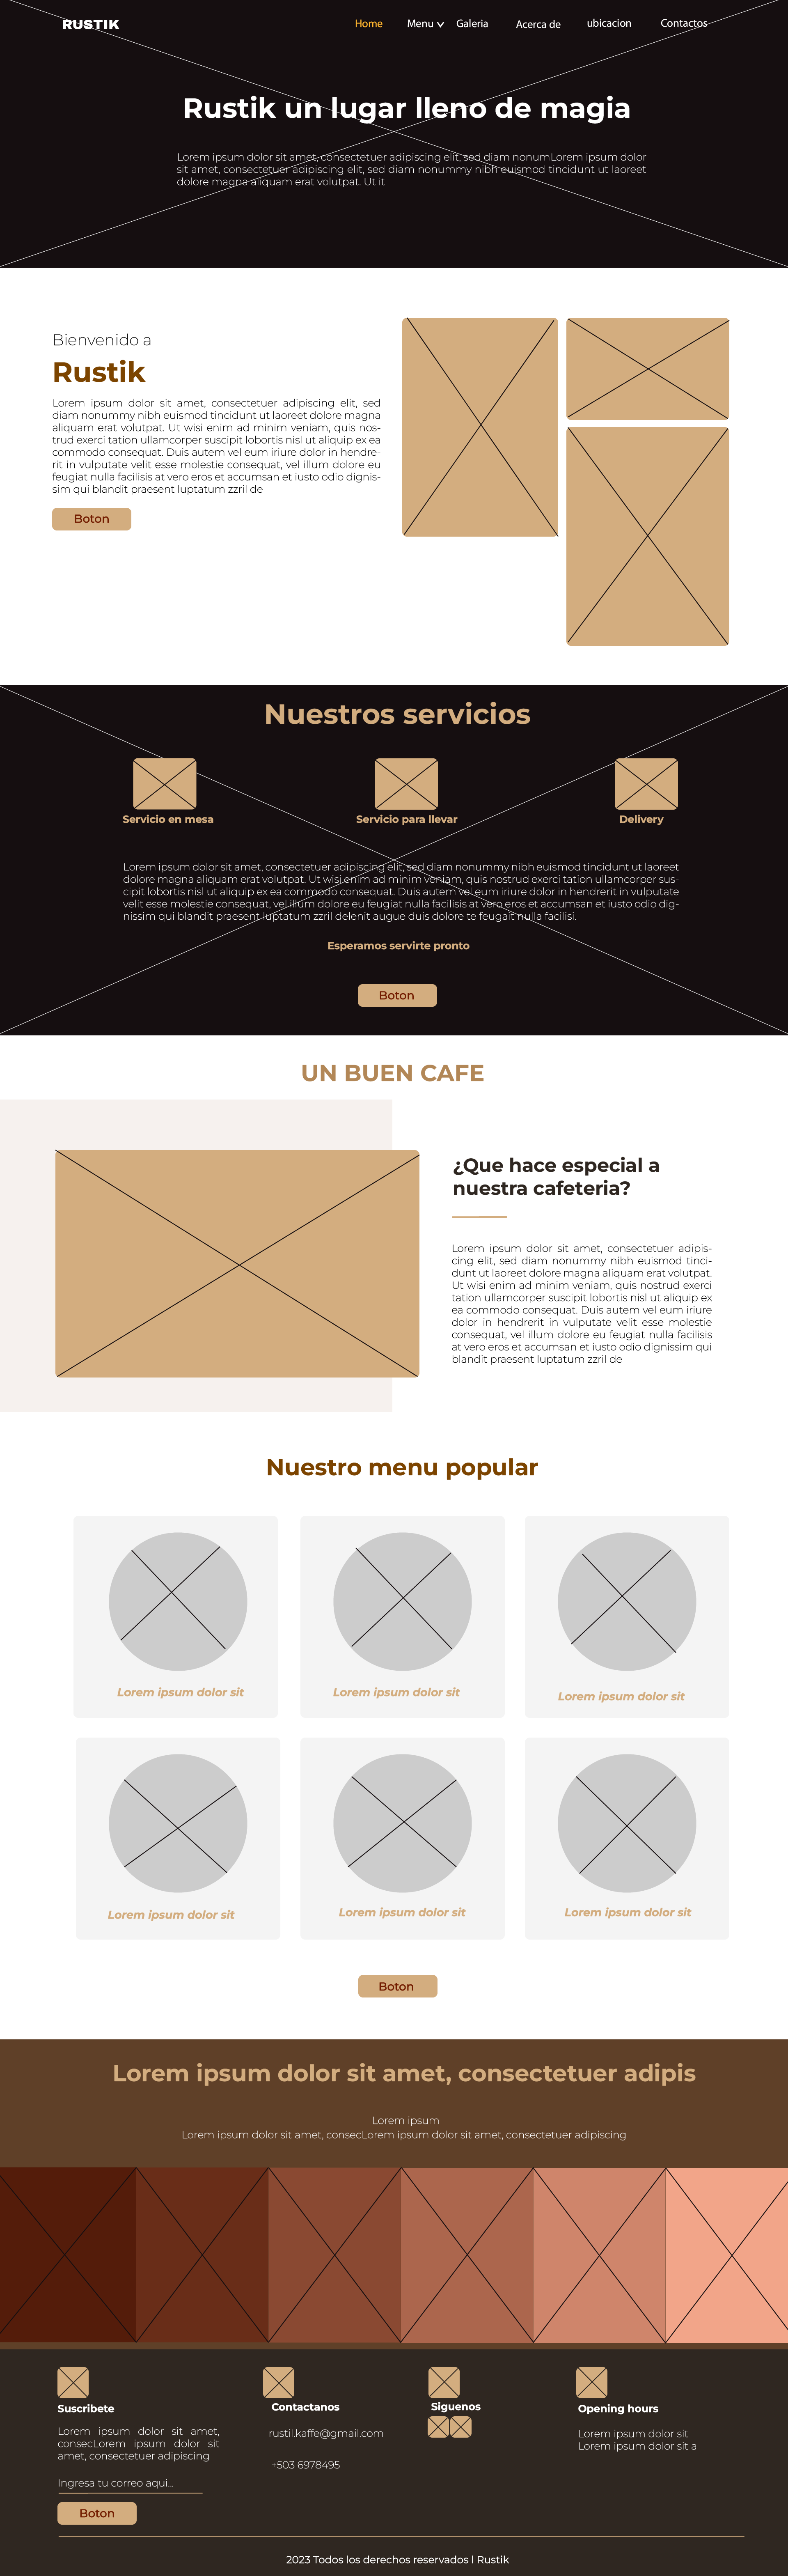 RUSTIK
Home Menu Galeria Acerca de ubicacion Contactos
Rustik un lugar lleno de magia
Lorem ipsum dolor sit amet, consectetuer adipiscing elit, sed diam nonumLorem ipsum dolor
sit amet, consectetuer adipiscing elit, sed diam nonummy nibh euismod tincidunt ut laoreet
dolore magna aliquam erat volutpat. Ut it
Bienvenido a
Rustik
Lorem ipsum dolor sit amet, consectetuer adipiscing elit, sed
diam nonummy nibh euismod tincidunt ut laoreet dolore magna
aliquam erat volutpat. Ut wisi enim ad minim veniam, quis nos-
trud exerci tation ullamcorper suscipit lobortis nisl ut aliquip ex ea
commodo consequat. Duis autem vel eum iriure dolor in hendre-
rit in vulputate velit esse molestie consequat, vel illum dolore eu
feugiat nulla facilisis at vero eros et accumsan et iusto odio dignis-
sim qui blandit praesent luptatum zzril de
Boton
Nuestros servicios
Servicio en mesa
Servicio para llevar
Delivery
Lorem ipsum dolor sit amet, consectetuer adipiscing elit, sed diam nonummy nibh euismod tincidunt ut laoreet
dolore magna aliquam erat volutpat. Ut wisi enim ad minim veniam, quis nostrud exerci tation ullamcorper sus-
cipit lobortis nisl ut aliquip ex ea commodo consequat. Duis autem vel eum iriure dolor in hendrerit in vulputate
velit esse molestie consequat, vel illum dolore eu feugiat nulla facilisis at vero eros et accumsan et iusto odio dig-
nissim qui blandit praesent luptatum zzril delenit augue duis dolore te feugait nulla facilisi.
Esperamos servirte pronto
Boton
UN BUEN CAFE
¿Que hace especial a
nuestra cafeteria?
Lorem ipsum dolor sit amet, consectetuer adipis-
cing elit, sed diam nonummy nibh euismod tinci-
dunt ut laoreet dolore magna aliquam erat volutpat.
Ut wisi enim ad minim veniam, quis nostrud exerci
tation ullamcorper suscipit lobortis nisl ut aliquip ex
ea commodo consequat. Duis autem vel eum iriure
dolor in hendrerit in vulputate velit esse molestie
consequat, vel illum dolore eu feugiat nulla facilisis
at vero eros et accumsan et iusto odio dignissim qui
blandit praesent luptatum zzril de
Nuestro menu popular
Lorem ipsum dolor sit
Lorem ipsum dolor sit
Lorem ipsum dolor sit
Lorem ipsum dolor sit
Lorem ipsum dolor sit
Lorem ipsum dolor sit
Boton
Lorem ipsum dolor sit amet, consectetuer adipis
Lorem ipsum
Lorem ipsum dolor sit amet, consecLorem ipsum dolor sit amet, consectetuer adipiscing
Suscribete
Lorem ipsum dolor sit amet,
consecLorem ipsum dolor sit
amet, consectetuer adipiscing
Ingresa tu correo aqui...
Boton
Contactanos
rustil.kaffe@gmail.com
+503 6978495
Siguenos
Opening hours
Lorem ipsum dolor sit
Lorem ipsum dolor sit a
2023 Todos los derechos reservados l Rustik